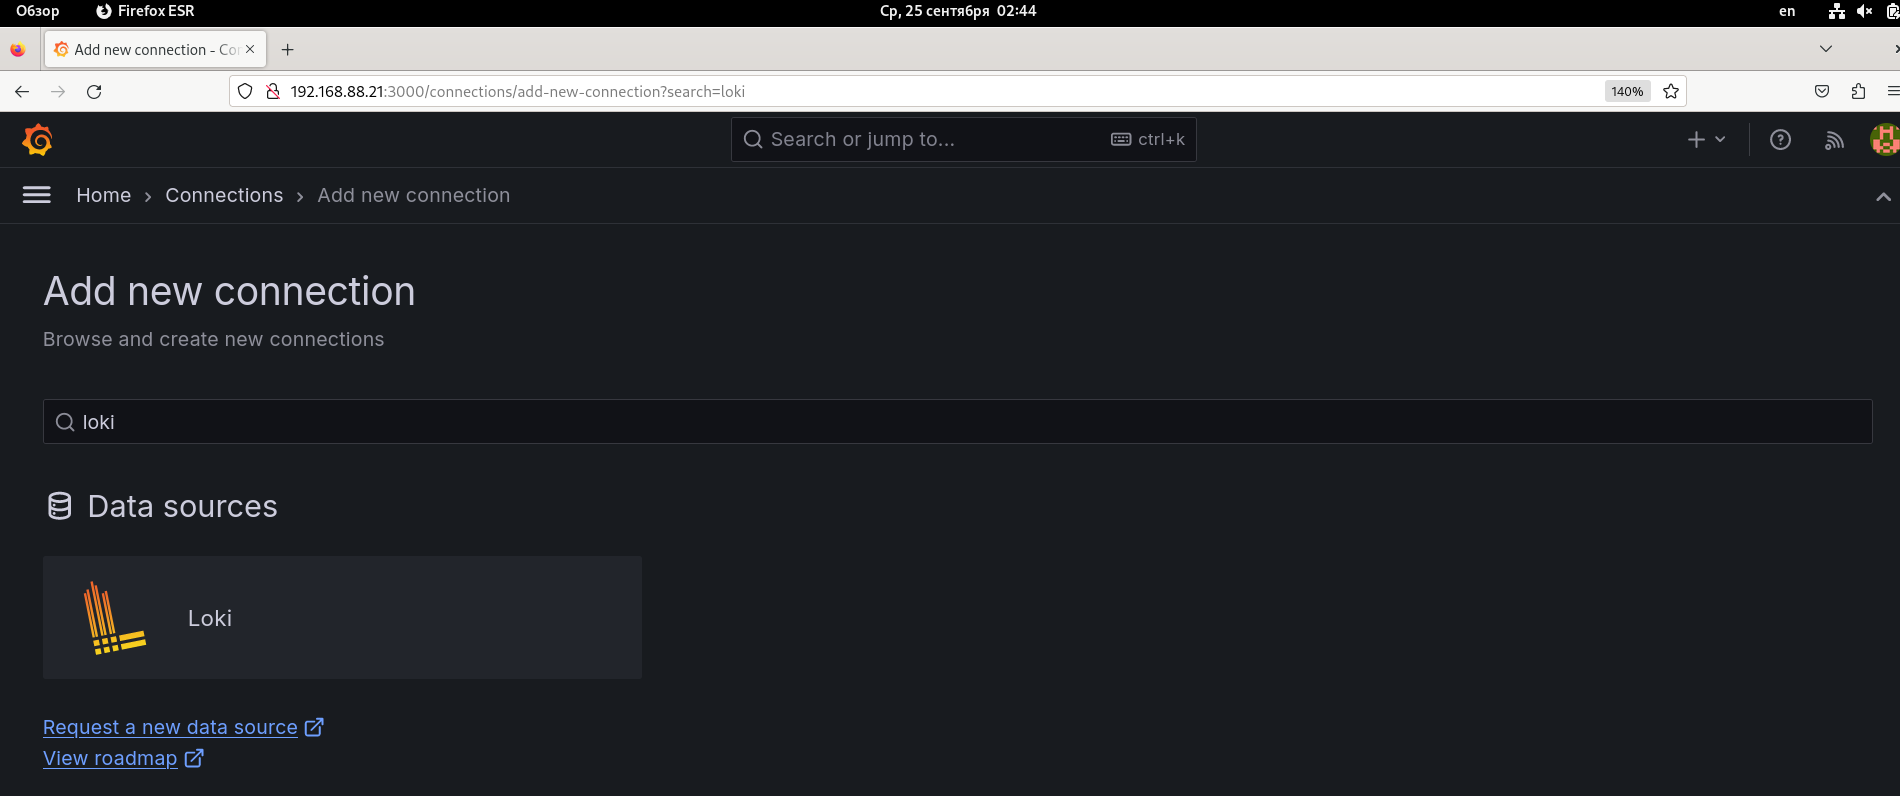 Обзор Firefox ESR Ср, 25 сентября 02:44 en
Add new connection - Co
192.168.88.21:3000/connections/add-new-connection?search=loki 140%
Search or jump to... ctrl+k
Home › Connections › Add new connection
Add new connection
Browse and create new connections
loki
Data sources
Loki
Request a new data source
View roadmap